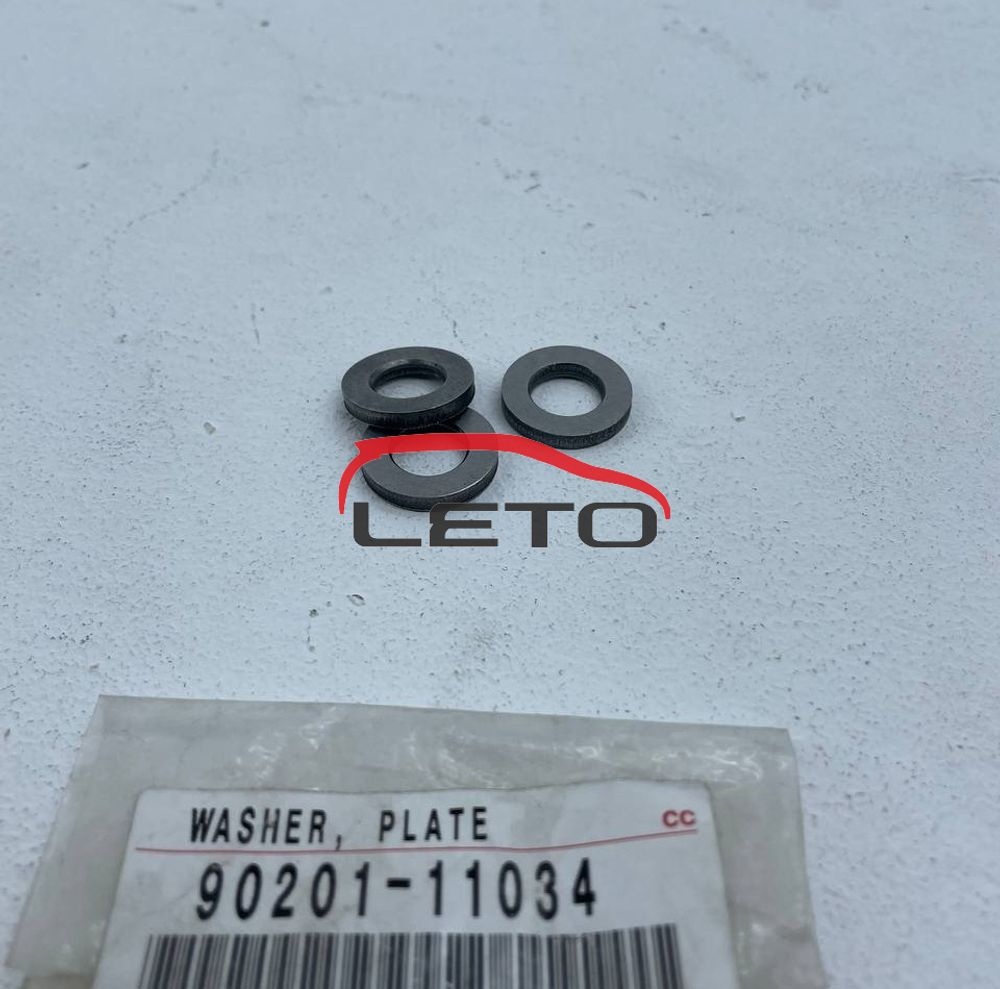 LETO
WASHER, PLATE CC
90201-11034